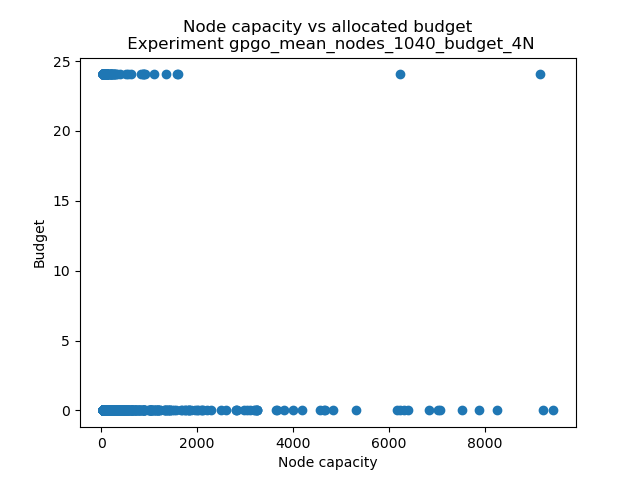 Node capacity vs allocated budget
Experiment gpgo_mean_nodes_1040_budget_4N
25
20
15
10
5
0
Budget
0 2000 4000 6000 8000
Node capacity